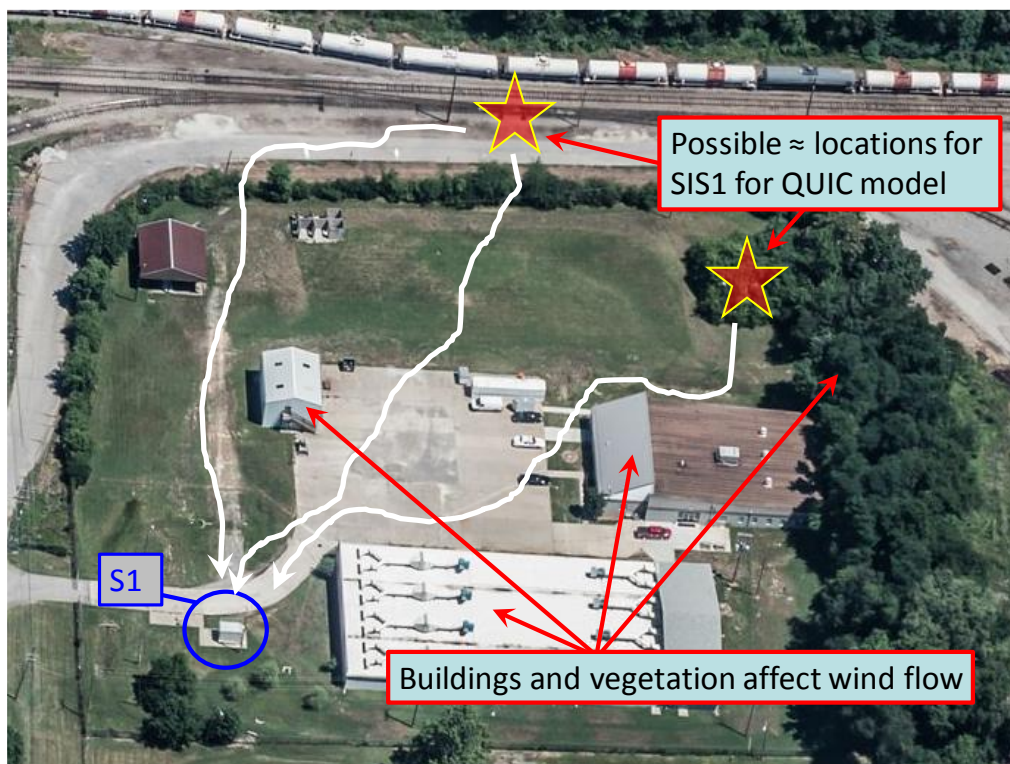 Possible ≈ locations for
SIS1 for QUIC model
S1
Buildings and vegetation affect wind flow